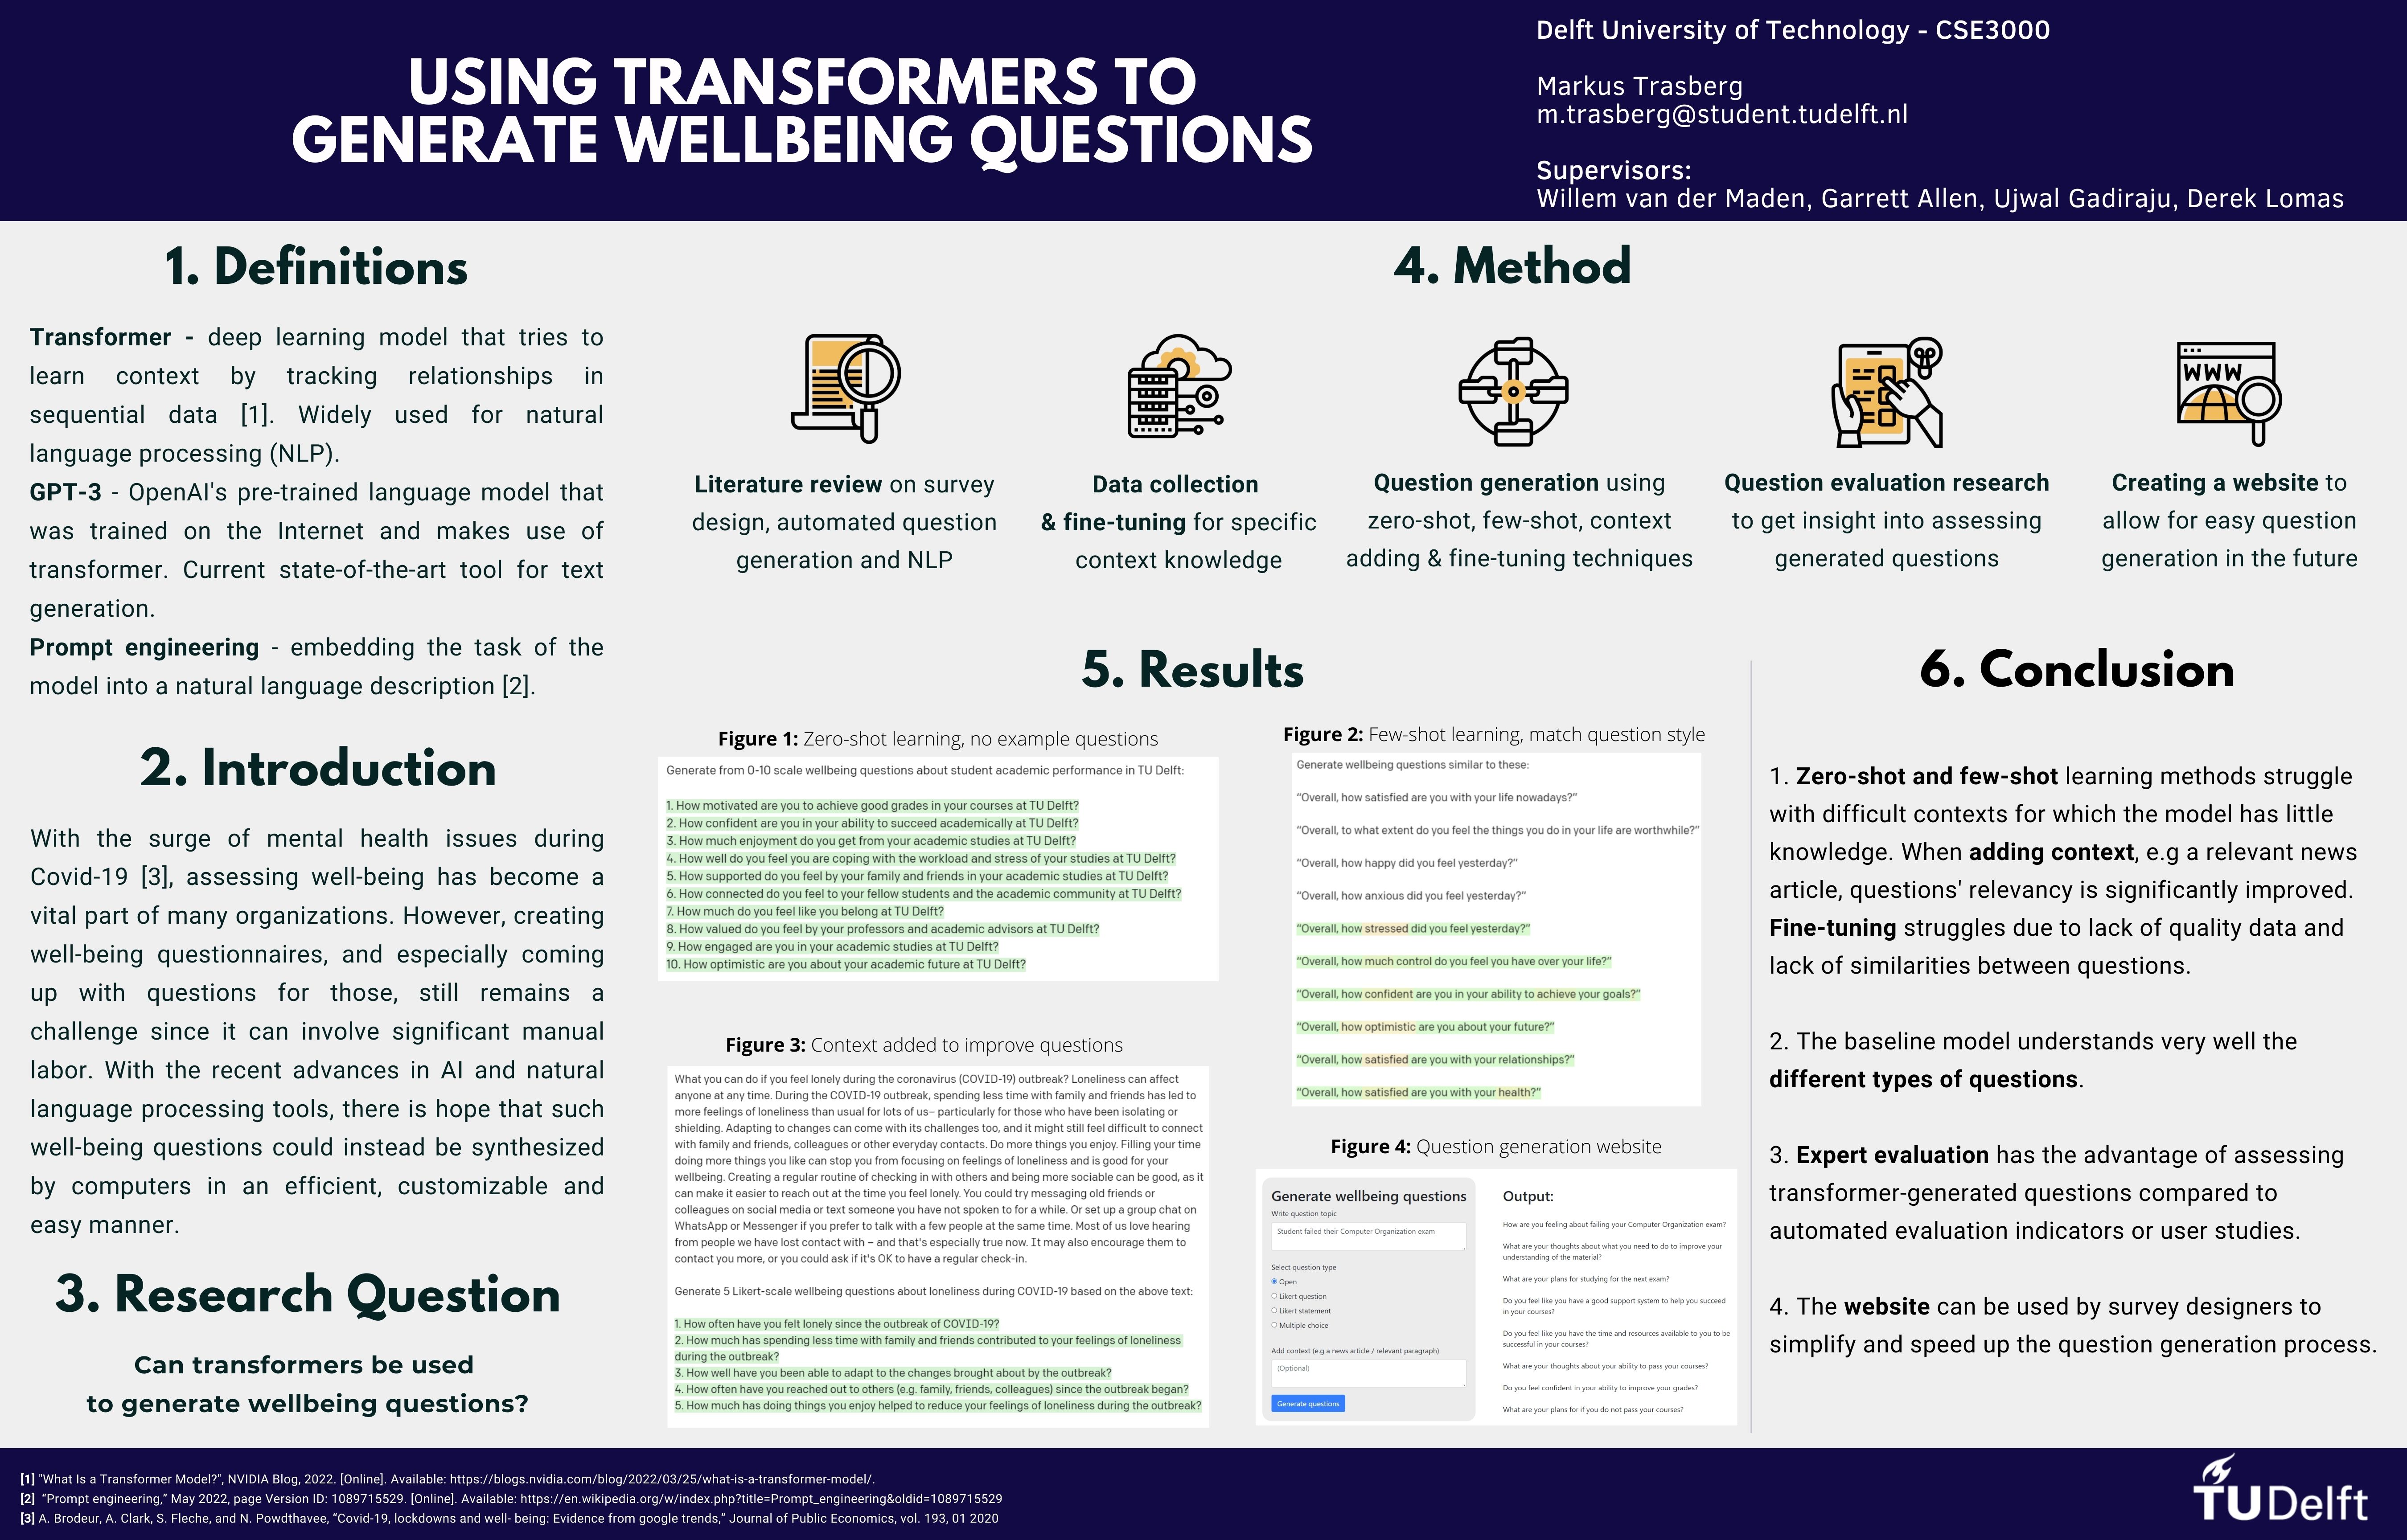 USING TRANSFORMERS TO
GENERATE WELLBEING QUESTIONS
Delft University of Technology - CSE3000
Markus Trasberg
m.trasberg@student.tudelft.nl
Supervisors:
Willem van der Maden, Garrett Allen, Ujwal Gadiraju, Derek Lomas
1. Definitions
Transformer - deep learning model that tries to
learn context by tracking relationships in
sequential data [1]. Widely used for natural
language processing (NLP).
GPT-3 - OpenAI's pre-trained language model that
was trained on the Internet and makes use of
transformer. Current state-of-the-art tool for text
generation.
Prompt engineering - embedding the task of the
model into a natural language description [2].
2. Introduction
With the surge of mental health issues during
Covid-19 [3], assessing well-being has become a
vital part of many organizations. However, creating
well-being questionnaires, and especially coming
up with questions for those, still remains a
challenge since it can involve significant manual
labor. With the recent advances in AI and natural
language processing tools, there is hope that such
well-being questions could instead be synthesized
by computers in an efficient, customizable and
easy manner.
3. Research Question
Can transformers be used
to generate wellbeing questions?
4. Method
Literature review on survey
design, automated question
generation and NLP
Data collection
& fine-tuning for specific
context knowledge
Question generation using
zero-shot, few-shot, context
adding & fine-tuning techniques
Question evaluation research
to get insight into assessing
generated questions
WWW
Creating a website to
allow for easy question
generation in the future
5. Results
Figure 1: Zero-shot learning, no example questions
Generate from 0-10 scale wellbeing questions about student academic performance in TU Delft:
1. How motivated are you to achieve good grades in your courses at TU Delft?
2. How confident are you in your ability to succeed academically at TU Delft?
3. How much enjoyment do you get from your academic studies at TU Delft?
4. How well do you feel you are coping with the workload and stress of your studies at TU Delft?
5. How supported do you feel by your family and friends in your academic studies at TU Delft?
6. How connected do you feel to your fellow students and the academic community at TU Delft?
7. How much do you feel like you belong at TU Delft?
8. How valued do you feel by your professors and academic advisors at TU Delft?
9. How engaged are you in your academic studies at TU Delft?
10. How optimistic are you about your academic future at TU Delft?
Figure 2: Few-shot learning, match question style
Generate wellbeing questions similar to these:
“Overall, how satisfied are you with your life nowadays?”
“Overall, to what extent do you feel the things you do in your life are worthwhile?”
“Overall, how happy did you feel yesterday?”
“Overall, how anxious did you feel yesterday?”
“Overall, how stressed did you feel yesterday?”
“Overall, how much control do you feel you have over your life?”
“Overall, how confident are you in your ability to achieve your goals?”
“Overall, how optimistic are you about your future?”
“Overall, how satisfied are you with your relationships?”
“Overall, how satisfied are you with your health?”
Figure 3: Context added to improve questions
What you can do if you feel lonely during the coronavirus (COVID-19) outbreak? Loneliness can affect
anyone at any time. During the COVID-19 outbreak, spending less time with family and friends has led to
more feelings of loneliness than usual for lots of us– particularly for those who have been isolating or
shielding. Adapting to changes can come with its challenges too, and it might still feel difficult to connect
with family and friends, colleagues or other everyday contacts. Do more things you enjoy. Filling your time
doing more things you like can stop you from focusing on feelings of loneliness and is good for your
wellbeing. Creating a regular routine of checking in with others and being more sociable can be good, as it
can make it easier to reach out at the time you feel lonely. You could try messaging old friends or
colleagues on social media or text someone you have not spoken to for a while. Or set up a group chat on
WhatsApp or Messenger if you prefer to talk with a few people at the same time. Most of us love hearing
from people we have lost contact with – and that's especially true now. It may also encourage them to
contact you more, or you could ask if it's OK to have a regular check-in.
Generate 5 Likert-scale wellbeing questions about loneliness during COVID-19 based on the above text:
1. How often have you felt lonely since the outbreak of COVID-19?
2. How much has spending less time with family and friends contributed to your feelings of loneliness
during the outbreak?
3. How well have you been able to adapt to the changes brought about by the outbreak?
4. How often have you reached out to others (e.g. family, friends, colleagues) since the outbreak began?
5. How much has doing things you enjoy helped to reduce your feelings of loneliness during the outbreak?
Figure 4: Question generation website
Generate wellbeing questions
Write question topic
Student failed their Computer Organization exam
Select question type
Open
Likert question
Likert statement
Multiple choice
Add context (e.g a news article / relevant paragraph)
(Optional)
Generate questions
Output:
How are you feeling about failing your Computer Organization exam?
What are your thoughts about what you need to do to improve your
understanding of the material?
What are your plans for studying for the next exam?
Do you feel like you have a good support system to help you succeed
in your courses?
Do you feel like you have the time and resources available to you to be
successful in your courses?
What are your thoughts about your ability to pass your courses?
Do you feel confident in your ability to improve your grades?
What are your plans for if you do not pass your courses?
6. Conclusion
1. Zero-shot and few-shot learning methods struggle
with difficult contexts for which the model has little
knowledge. When adding context, e.g a relevant news
article, questions' relevancy is significantly improved.
Fine-tuning struggles due to lack of quality data and
lack of similarities between questions.
2. The baseline model understands very well the
different types of questions.
3. Expert evaluation has the advantage of assessing
transformer-generated questions compared to
automated evaluation indicators or user studies.
4. The website can be used by survey designers to
simplify and speed up the question generation process.
[1] "What Is a Transformer Model?", NVIDIA Blog, 2022. [Online]. Available: https://blogs.nvidia.com/blog/2022/03/25/what-is-a-transformer-model/.
[2] “Prompt engineering,” May 2022, page Version ID: 1089715529. [Online]. Available: https://en.wikipedia.org/w/index.php?title=Prompt_engineering&oldid=1089715529
[3] A. Brodeur, A. Clark, S. Fleche, and N. Powdthavee, “Covid-19, lockdowns and well- being: Evidence from google trends,” Journal of Public Economics, vol. 193, 01 2020
TUDelft